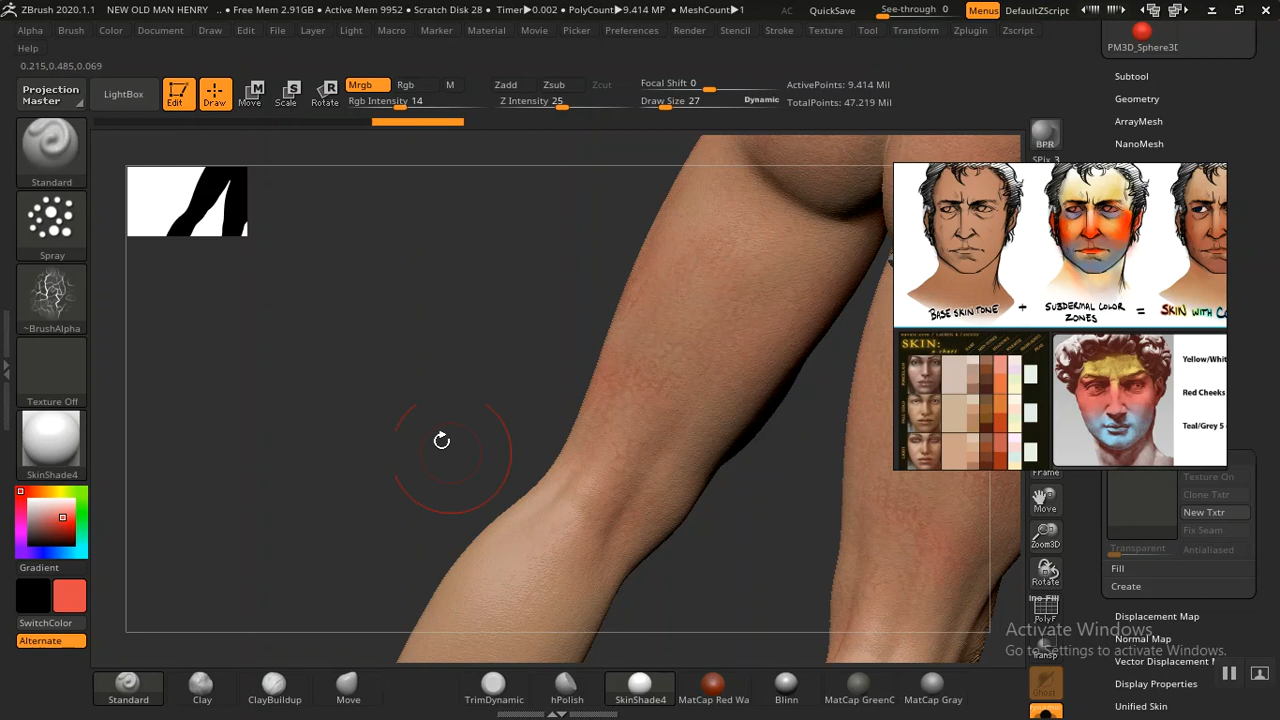 ZBrush 2020.1.1 NEW OLD MAN HENRY .. • Free Mem 2.91GB • Active Mem 9952 • Scratch Disk 28 • Timer▶0.002 • PolyCount▶9.414 MP • MeshCount▶1 AC QuickSave See-through 0 Menus DefaultZScript
Alpha Brush Color Document Draw Edit File Layer Light Macro Marker Material Movie Picker Preferences Render Stencil Stroke Texture Tool Transform Zplugin Zscript
Help
PM3D_Sphere3D
0.215,0.485,0.069
Projection Master
LightBox
Edit Draw Move Scale Rotate
Mrgb Rgb M
Rgb Intensity 14
Zadd Zsub Zcut
Z Intensity 25
Focal Shift 0
Draw Size 27 Dynamic
ActivePoints: 9.414 Mil
TotalPoints: 47.219 Mil
Subtool
Geometry
ArrayMesh
NanoMesh
BPR
SPix 3
Standard
Spray
~BrushAlpha
Texture Off
SkinShade4
Gradient
SwitchColor
Alternate
BASE SKIN TONE + SUBDERMAL COLOR ZONES = SKIN WITH CO
SKIN:
Yellow/Whit
Red Cheeks
Teal/Grey 5
Frame
Move
Zoom3D
Rotate
PolyF
Transp
Ghost
Texture On
Clone Txtr
New Txtr
Fix Seam
Transparent Antialiased
Fill
Create
Displacement Map
Normal Map
Vector Displacement M
Display Properties
Unified Skin
Activate Windows
Go to Settings to activate Windows.
Standard Clay ClayBuildup Move TrimDynamic hPolish SkinShade4 MatCap Red Wa Blinn MatCap GreenC MatCap Gray